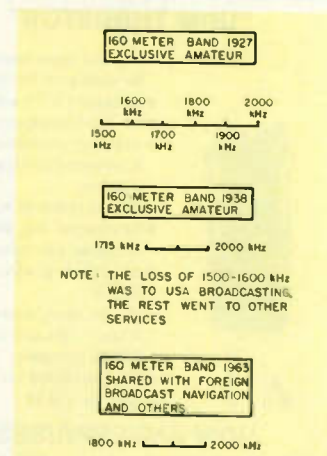 160 METER BAND 1927
EXCLUSIVE AMATEUR
1600 kHz 1800 kHz 2000 kHz
1500 kHz 1700 kHz 1900 kHz
160 METER BAND 1938
EXCLUSIVE AMATEUR
1715 kHz 2000 kHz
NOTE: THE LOSS OF 1500-1600 kHz
WAS TO USA BROADCASTING,
THE REST WENT TO OTHER
SERVICES
160 METER BAND 1963
SHARED WITH FOREIGN
BROADCAST NAVIGATION
AND OTHERS
1800 kHz 2000 kHz